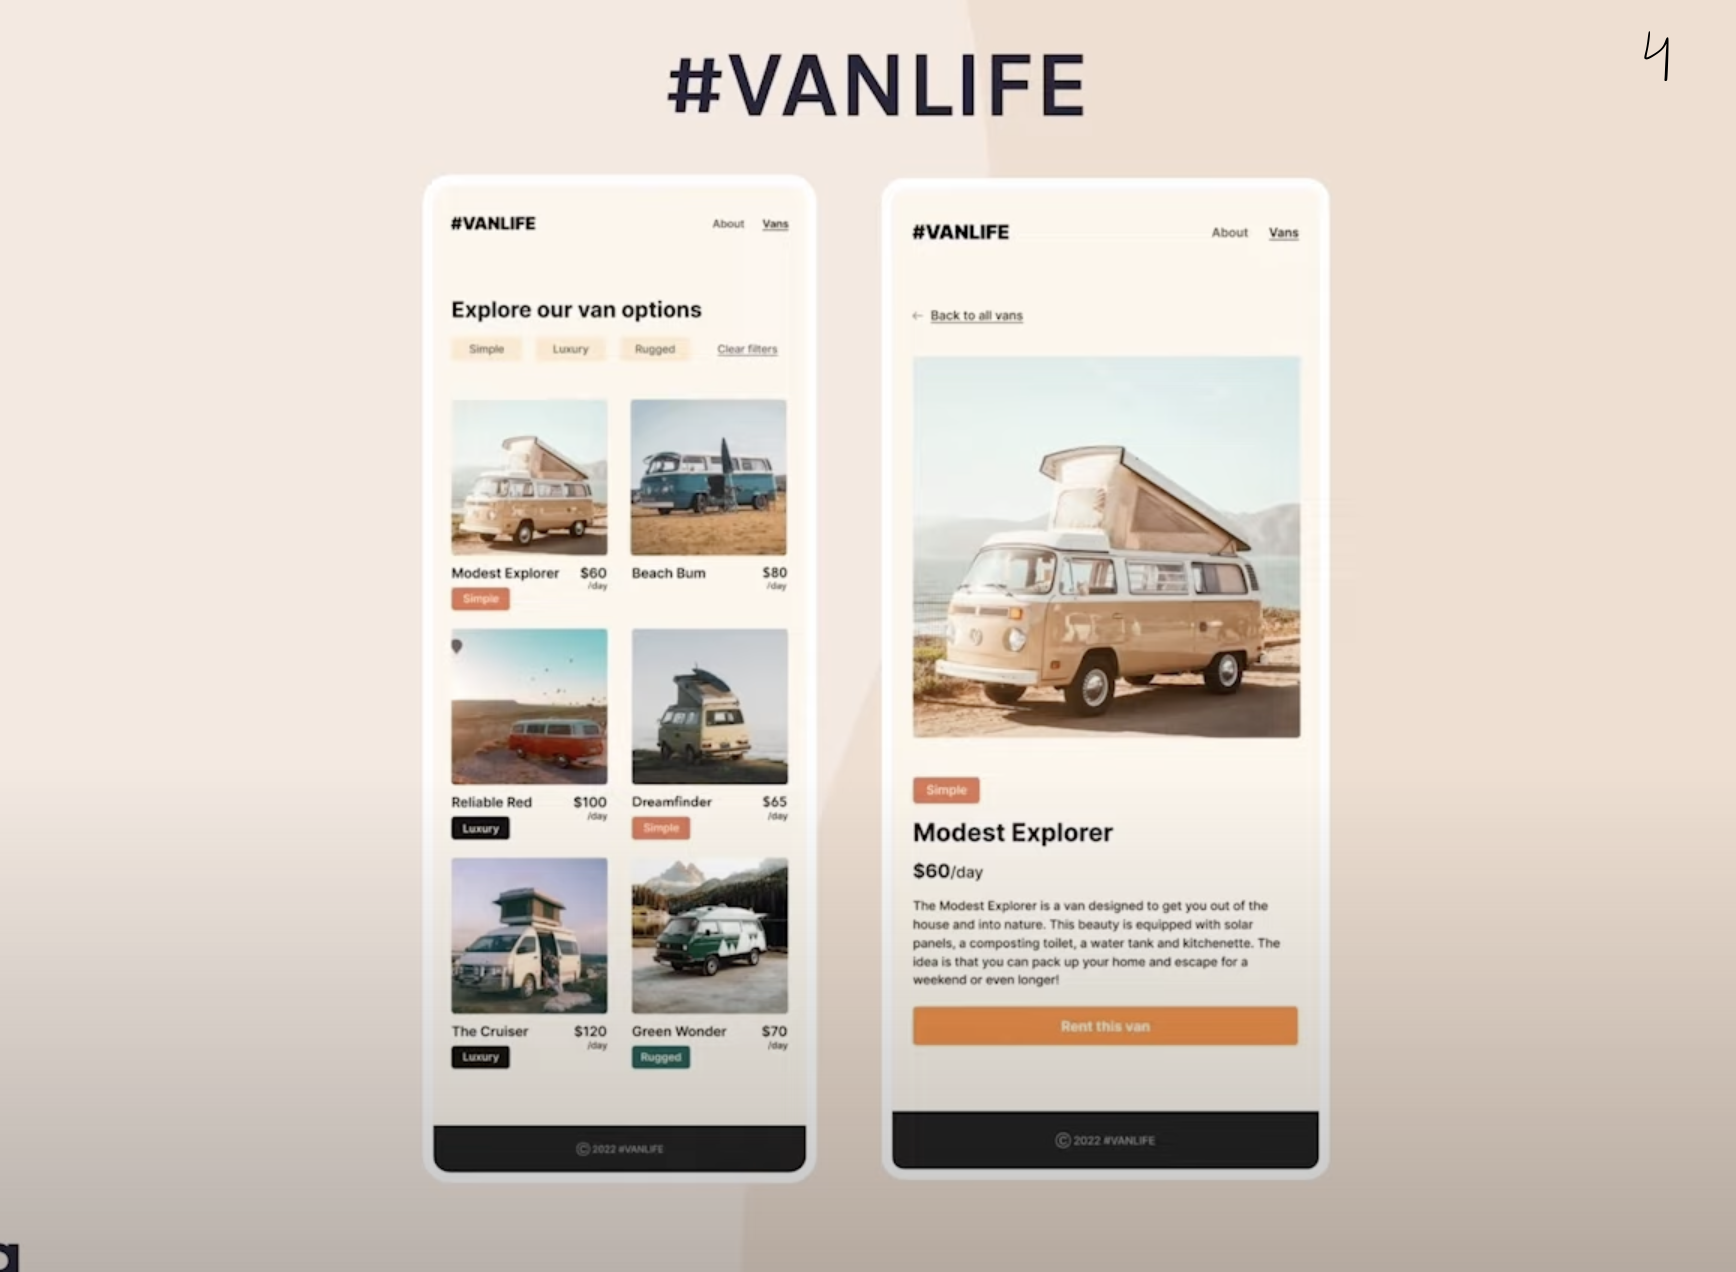 #VANLIFE
4
#VANLIFE About Vans
Explore our van options
Simple Luxury Rugged Clear filters
Modest Explorer $60 /day
Simple
Beach Bum $80 /day
Reliable Red $100 /day
Luxury
Dreamfinder $65 /day
Simple
The Cruiser $120 /day
Luxury
Green Wonder $70 /day
Rugged
© 2022 #VANLIFE
#VANLIFE About Vans
← Back to all vans
Simple
Modest Explorer
$60/day
The Modest Explorer is a van designed to get you out of the
house and into nature. This beauty is equipped with solar
panels, a composting toilet, a water tank and kitchenette. The
idea is that you can pack up your home and escape for a
weekend or even longer!
Rent this van
© 2022 #VANLIFE